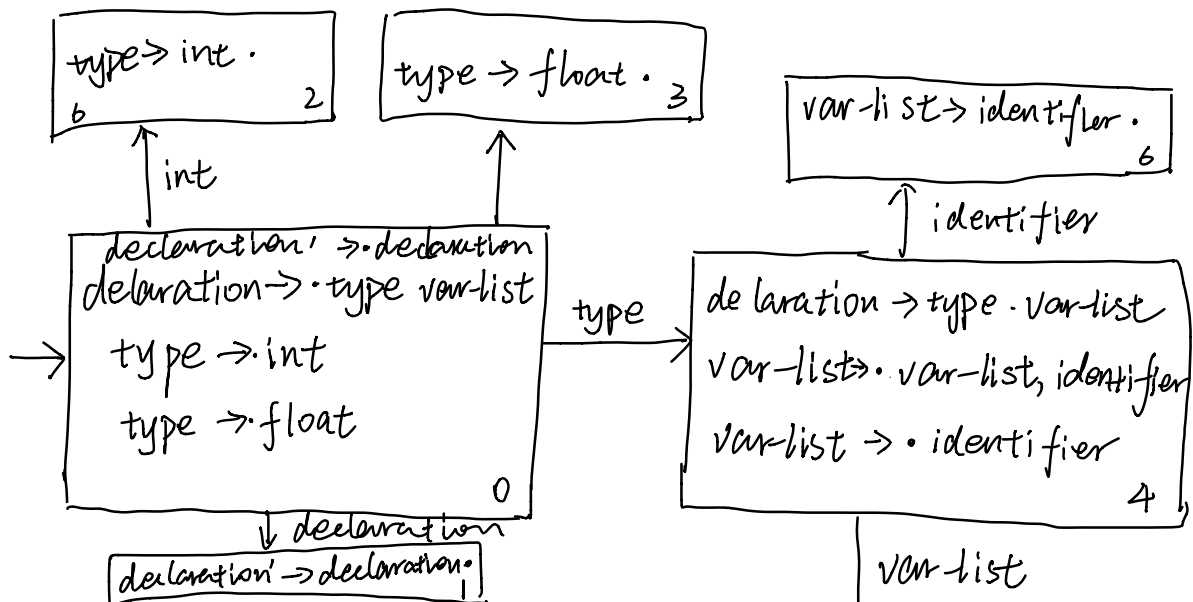 type→int .
6 2
type → float .
3
var-list→identifier .
6
int
identifier
declaration' →.declaration
delaration→.type var-list
type →.int
type →.float
0
type
delaration →type . var-list
var-list→. var-list, identifier
var-list → . identifier
4
declaration
declaration' →declaration.
1
var-list